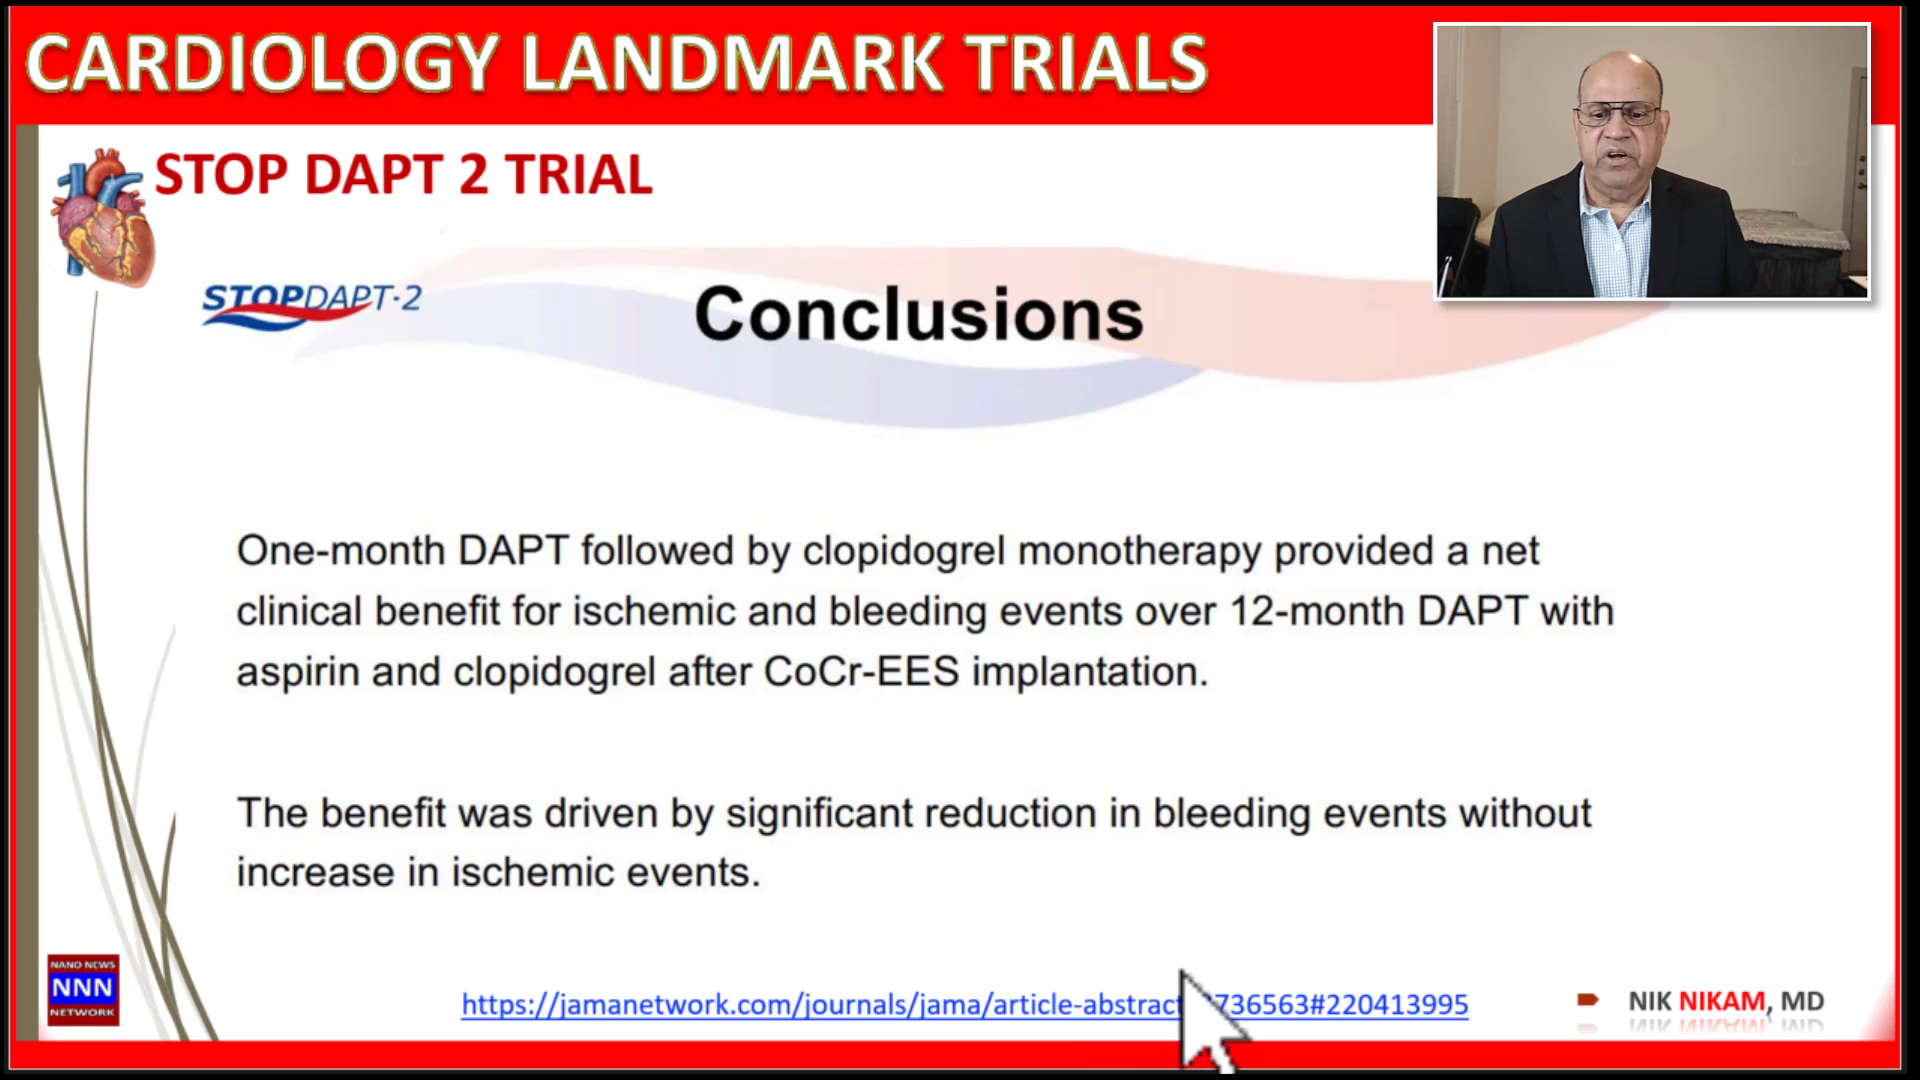 CARDIOLOGY LANDMARK TRIALS
STOP DAPT 2 TRIAL
STOPDAPT-2
Conclusions
One-month DAPT followed by clopidogrel monotherapy provided a net
clinical benefit for ischemic and bleeding events over 12-month DAPT with
aspirin and clopidogrel after CoCr-EES implantation.
The benefit was driven by significant reduction in bleeding events without
increase in ischemic events.
NANO NEWS
NNN
NETWORK
https://jamanetwork.com/journals/jama/article-abstract 736563#220413995
NIK NIKAM, MD